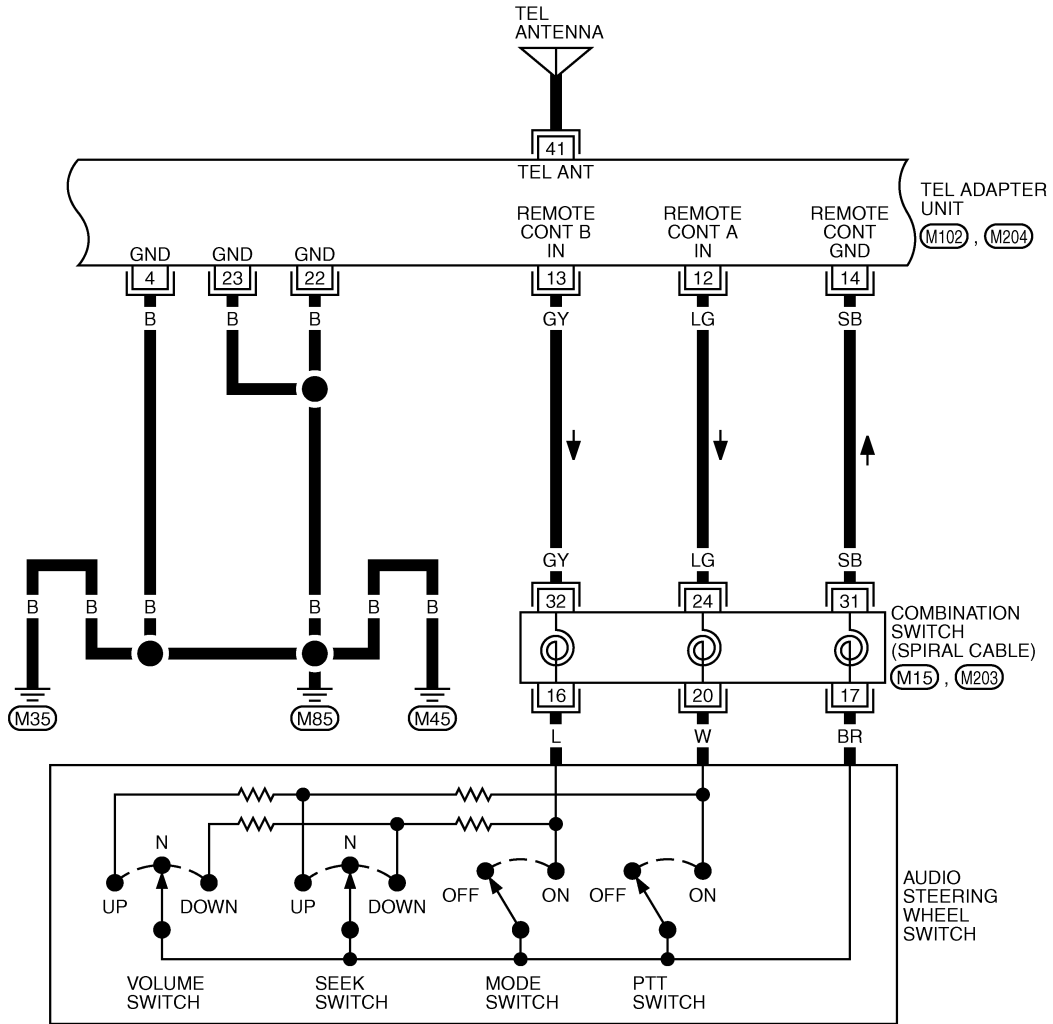 TEL
ANTENNA
41
TEL ANT
TEL ADAPTER
UNIT
M102 , M204
REMOTE
CONT B
IN
REMOTE
CONT A
IN
REMOTE
CONT
GND
GND GND GND
4 23 22 13 12 14
B B B GY LG SB
GY LG SB
32 24 31
B B B B B B
COMBINATION
SWITCH
(SPIRAL CABLE)
M15 , M203
16 20 17
M35 M85 M45
L W BR
N N
UP DOWN UP DOWN OFF ON OFF ON
AUDIO
STEERING
WHEEL
SWITCH
VOLUME
SWITCH
SEEK
SWITCH
MODE
SWITCH
PTT
SWITCH